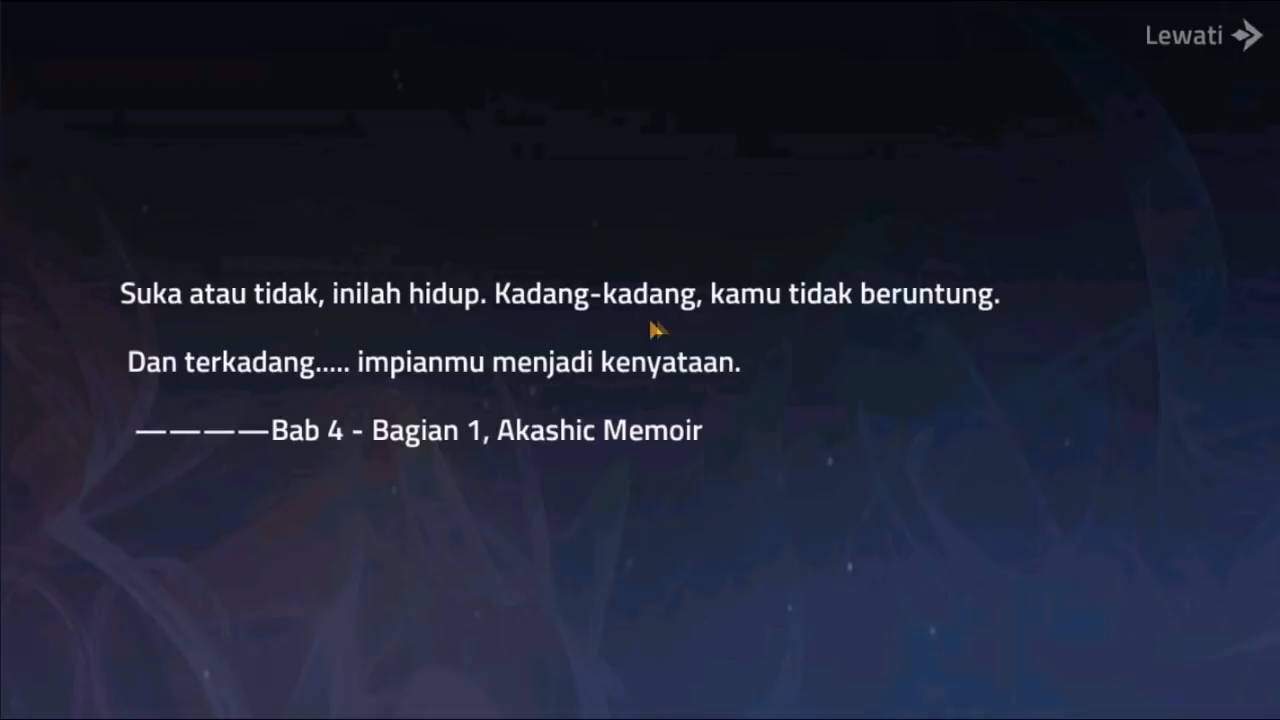 Lewati
Suka atau tidak, inilah hidup. Kadang-kadang, kamu tidak beruntung.
Dan terkadang..... impianmu menjadi kenyataan.
————Bab 4 - Bagian 1, Akashic Memoir